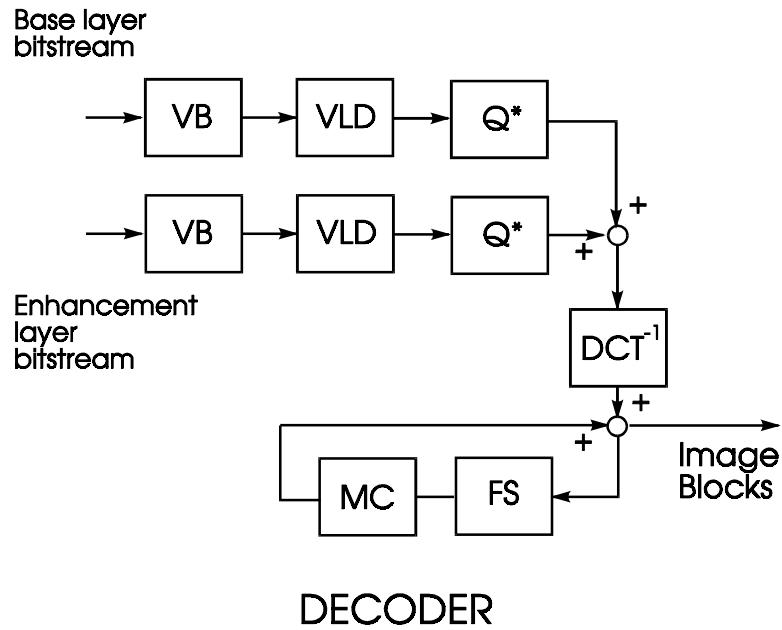 Base layer
bitstream
VB
VLD
Q*
+
VB
VLD
Q*
+
Enhancement
layer
bitstream
DCT⁻¹
+
+
Image
Blocks
MC
FS
DECODER